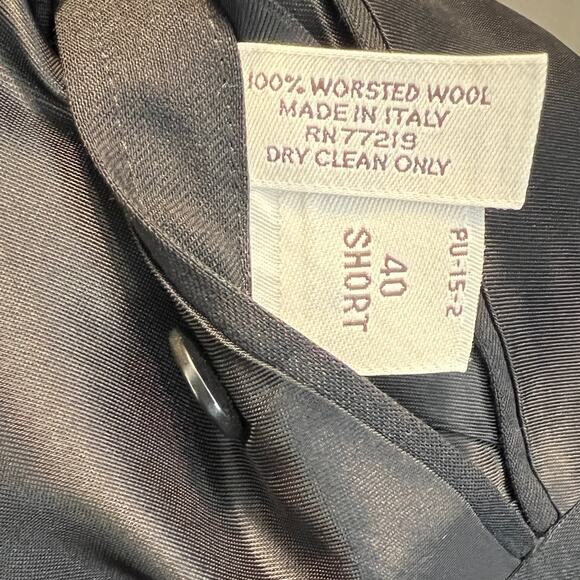 100% WORSTED WOOL
MADE IN ITALY
RN77219
DRY CLEAN ONLY
PU-15-2
40
SHORT